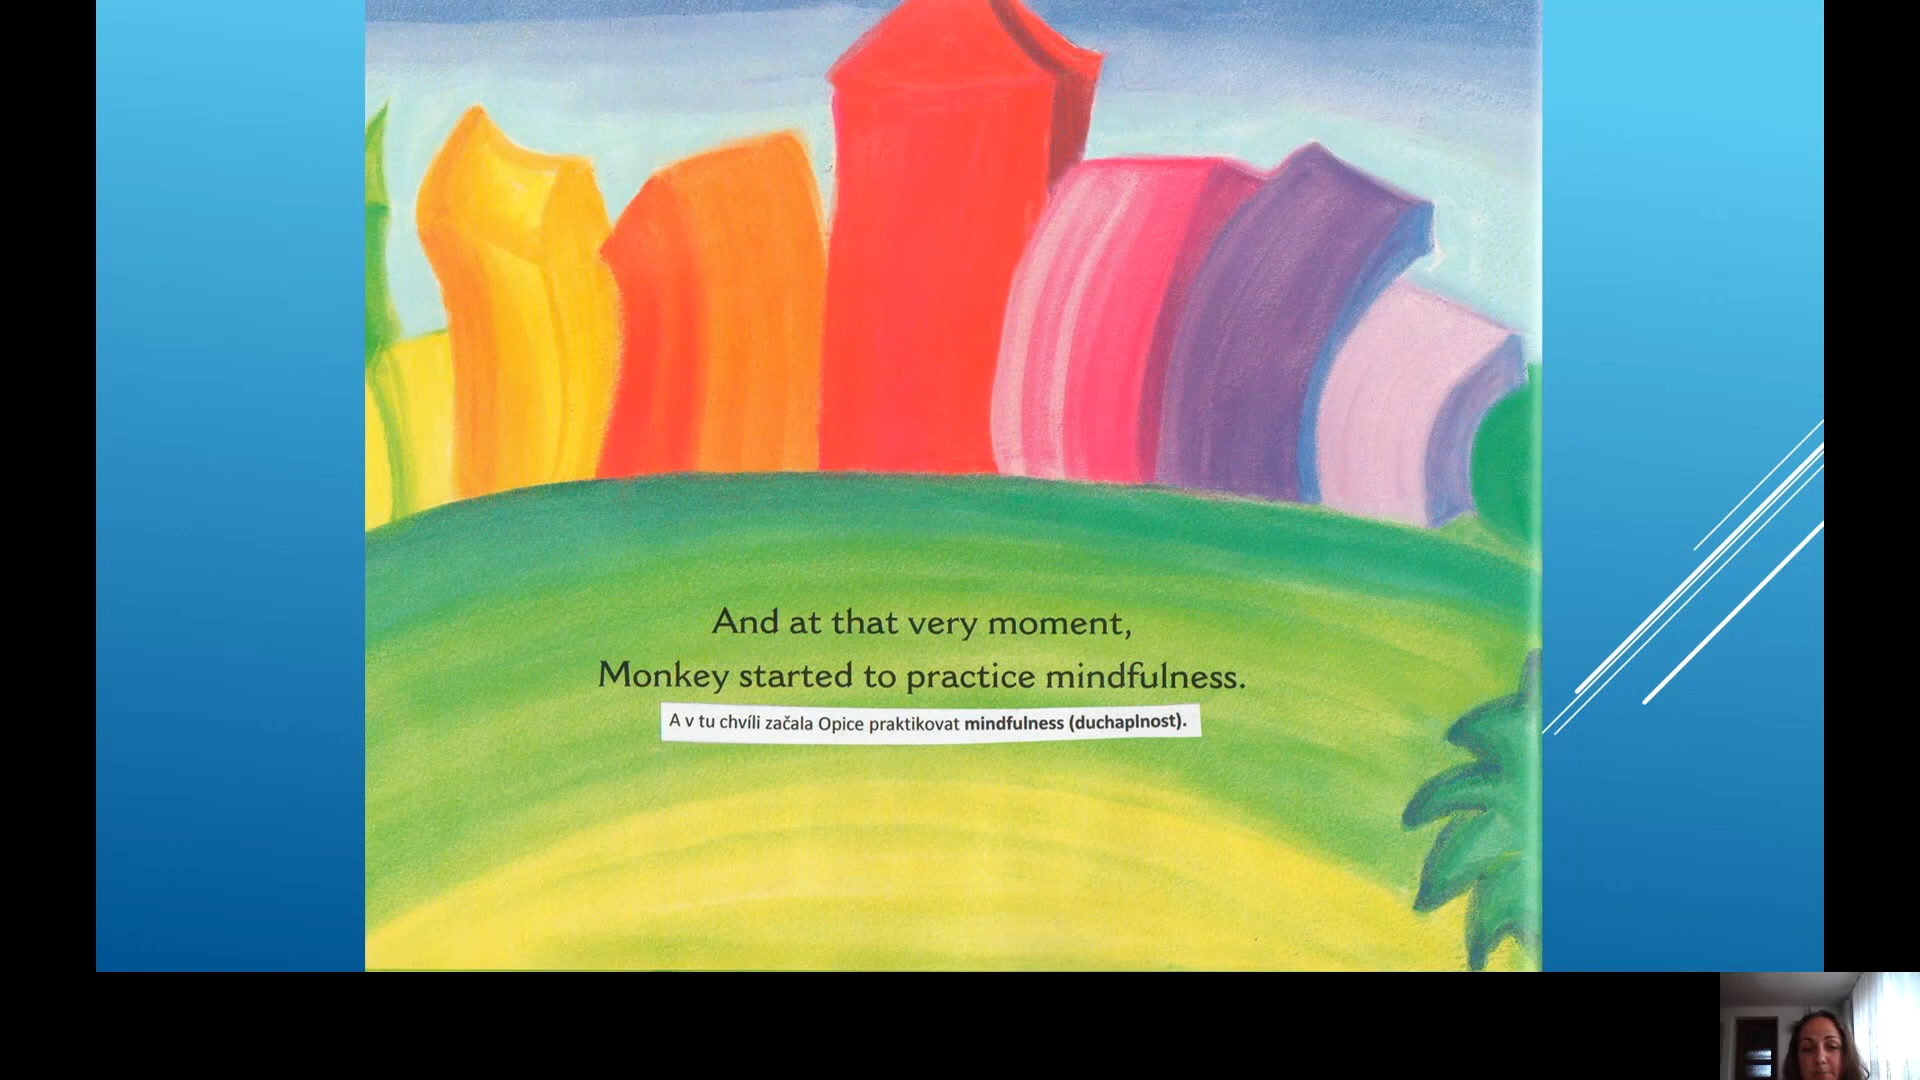 And at that very moment,
Monkey started to practice mindfulness.
A v tu chvíli začala Opice praktikovat mindfulness (duchaplnost).